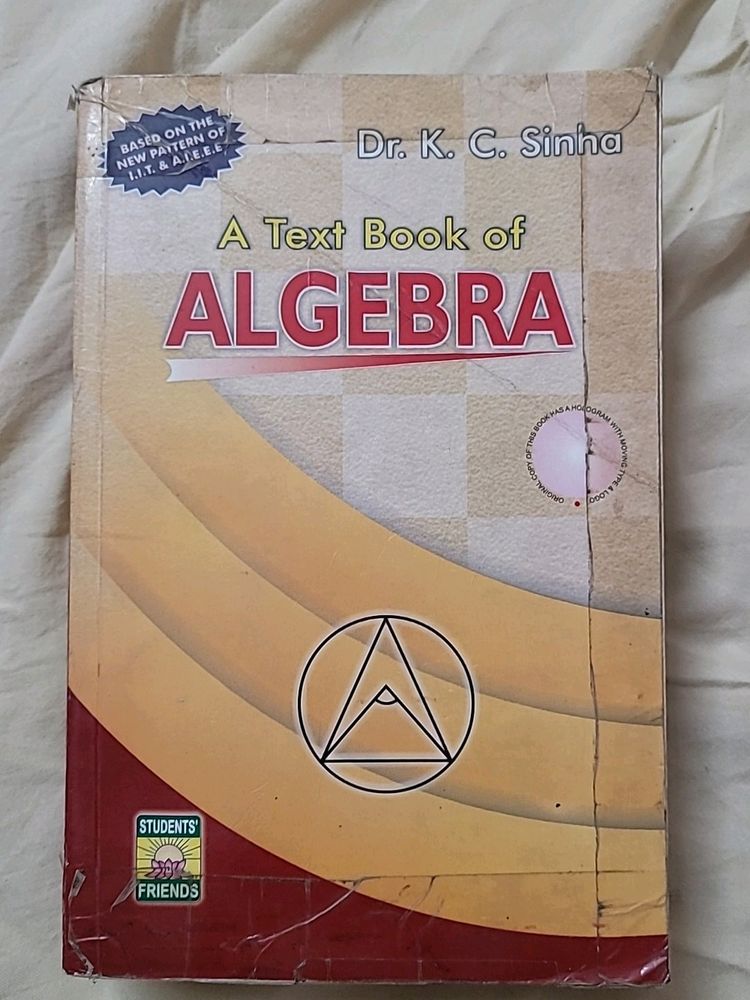 BASED ON THE
NEW PATTERN OF
I.I.T. & A.I.E.E.E
Dr. K. C. Sinha
A Text Book of
ALGEBRA
ORIGINAL COPY OF THIS BOOK HAS A HOLOGRAM WITH MOVING TYPE & LOGO
STUDENTS'
FRIENDS